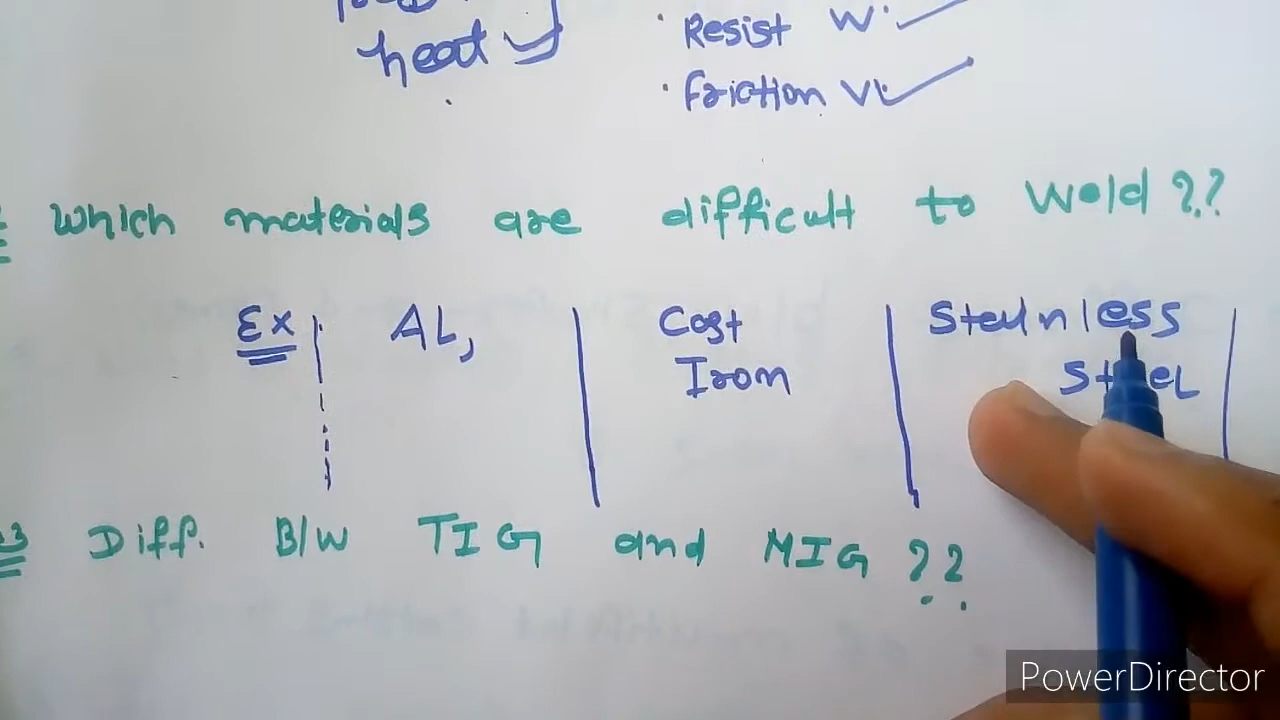 heat
· Resist W.
· Friction W.
Which materials are difficult to Weld ??
Ex AL,
Cast
Iron
Stainless
Steel
Diff. B/W TIG and MIG ??
PowerDirector